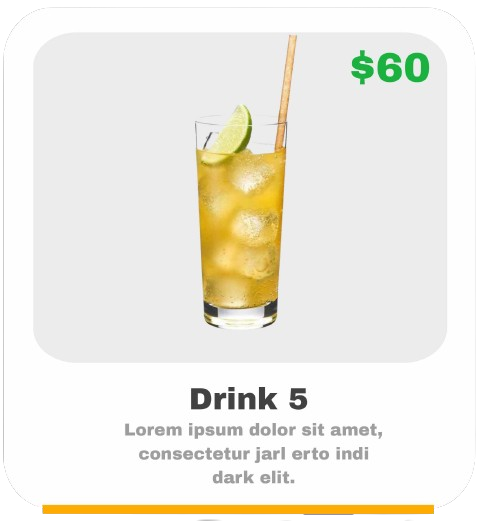 $60
Drink 5
Lorem ipsum dolor sit amet,
consectetur jarl erto indi
dark elit.